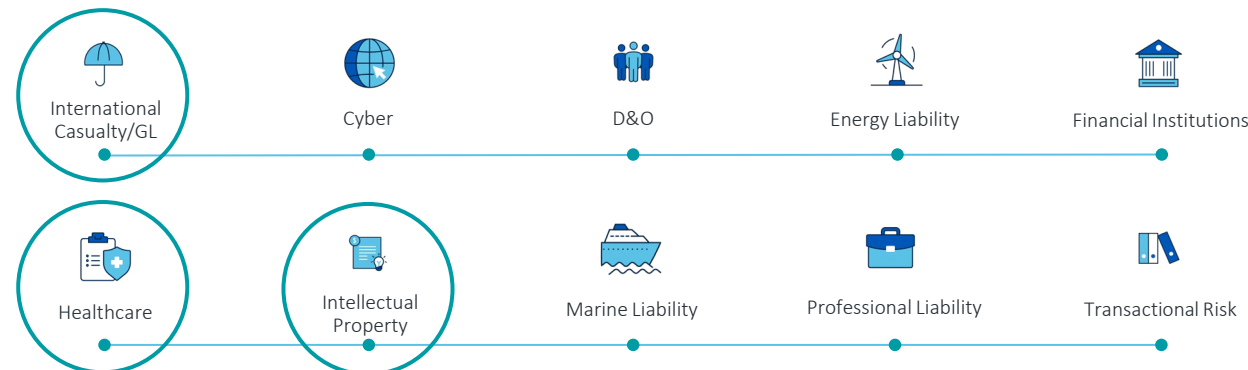 International
Casualty/GL
Cyber
D&O
Energy Liability
Financial Institutions
Healthcare
Intellectual
Property
Marine Liability
Professional Liability
Transactional Risk